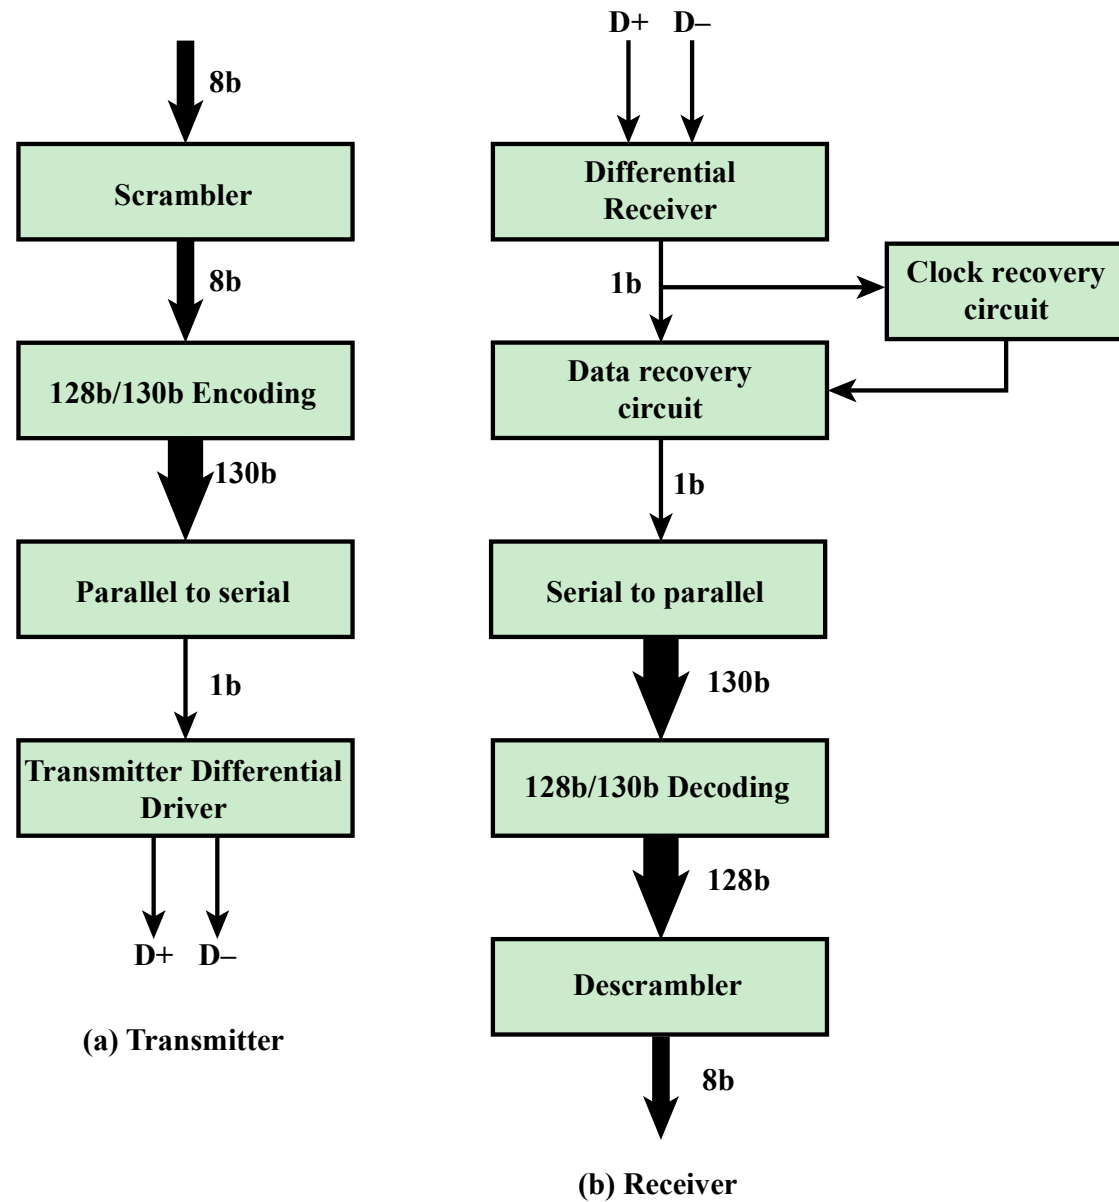 8b
Scrambler
8b
128b/130b Encoding
130b
Parallel to serial
1b
Transmitter Differential
Driver
D+ D–
(a) Transmitter
D+ D–
Differential
Receiver
1b
Clock recovery
circuit
Data recovery
circuit
1b
Serial to parallel
130b
128b/130b Decoding
128b
Descrambler
8b
(b) Receiver